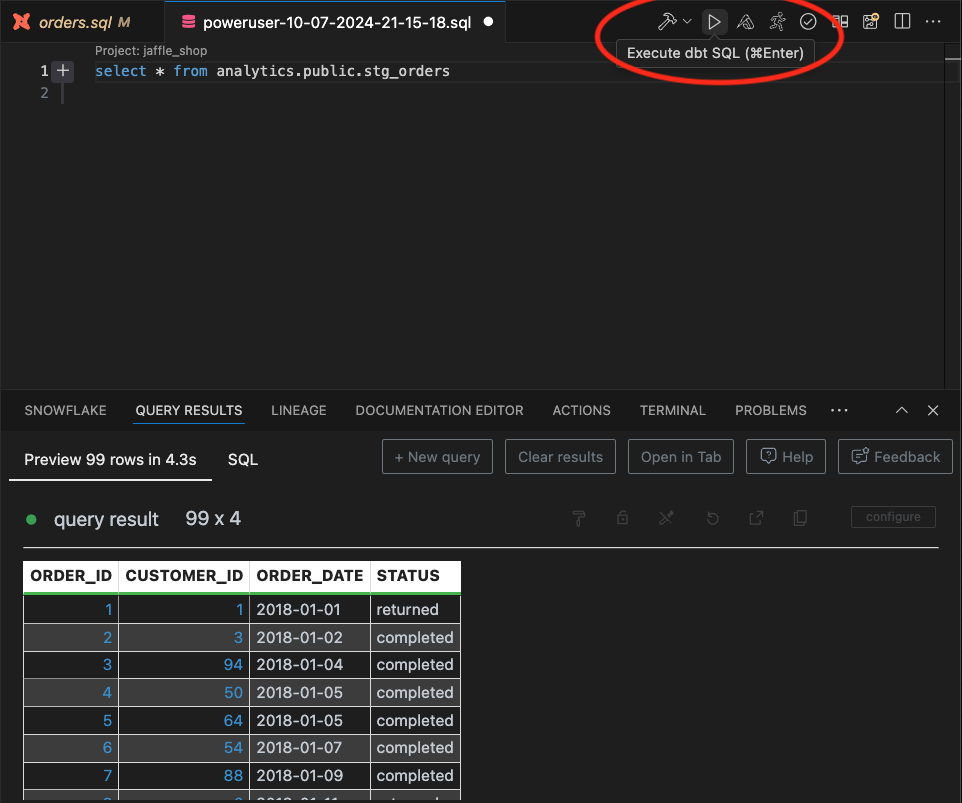 orders.sql M
poweruser-10-07-2024-21-15-18.sql
Project: jaffle_shop
Execute dbt SQL (⌘Enter)
1 select * from analytics.public.stg_orders
2
SNOWFLAKE QUERY RESULTS LINEAGE DOCUMENTATION EDITOR ACTIONS TERMINAL PROBLEMS
Preview 99 rows in 4.3s SQL + New query Clear results Open in Tab Help Feedback
query result 99 x 4 configure
ORDER_ID CUSTOMER_ID ORDER_DATE STATUS
1 1 2018-01-01 returned
2 3 2018-01-02 completed
3 94 2018-01-04 completed
4 50 2018-01-05 completed
5 64 2018-01-05 completed
6 54 2018-01-07 completed
7 88 2018-01-09 completed